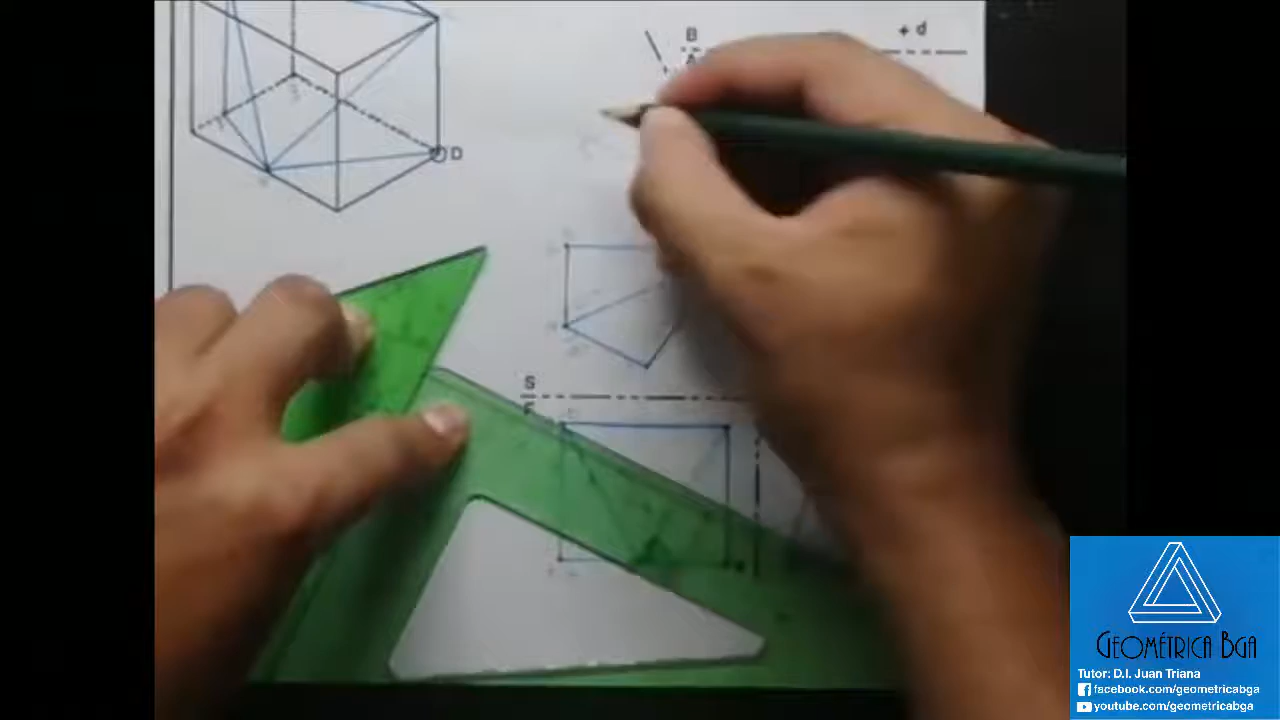 B
A
+ d
D
S
F
GEOMÉTRICA BGA
Tutor: D.I. Juan Triana
facebook.com/geometricabga
youtube.com/geometricabga